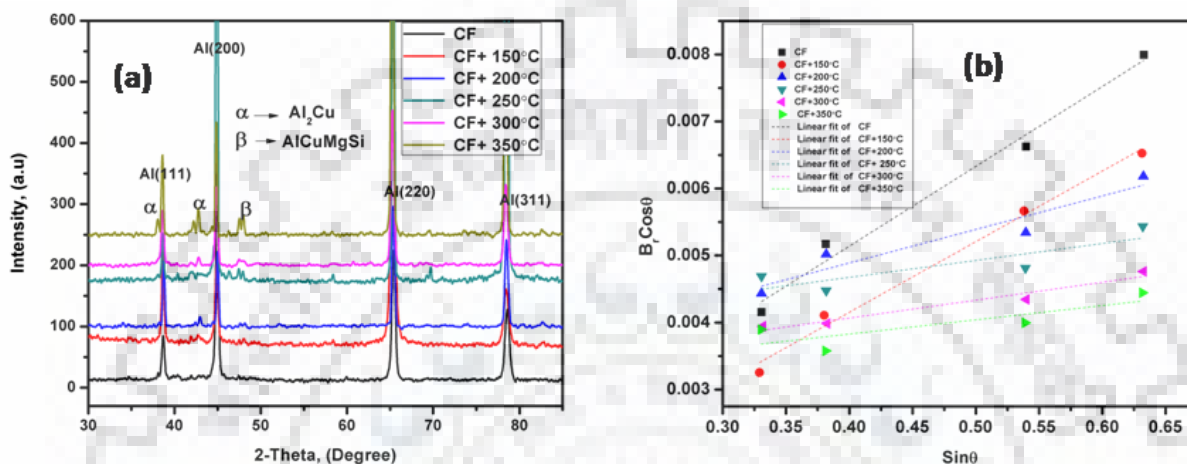 (a)
Intensity, (a.u)
600
500
400
300
200
100
0
30 40 50 60 70 80
2-Theta, (Degree)
Al(200)
α → Al₂Cu
β → AlCuMgSi
Al(111)
α
α
β
Al(220)
Al(311)
CF
CF+ 150°C
CF+ 200°C
CF+ 250°C
CF+ 300°C
CF+ 350°C
(b)
BᵣCosθ
0.008
0.007
0.006
0.005
0.004
0.003
0.30 0.35 0.40 0.45 0.50 0.55 0.60 0.65
Sinθ
CF
CF+150°C
CF+200°C
CF+250°C
CF+300°C
CF+350°C
Linear fit of CF
Linear fit of CF+150°C
Linear fit of CF+200°C
Linear fit of CF+ 250°C
Linear fit of CF+300°C
Linear fit of CF+350°C